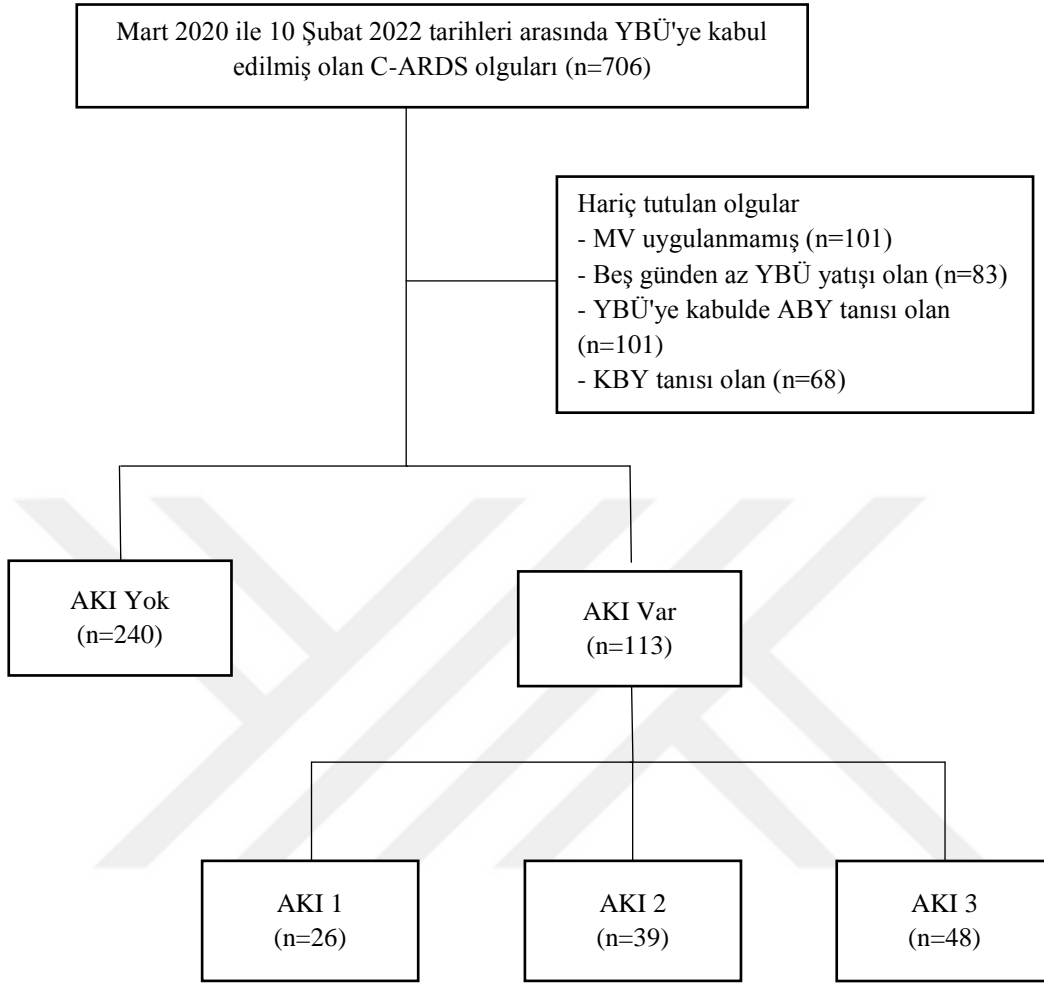 Mart 2020 ile 10 Şubat 2022 tarihleri arasında YBÜ'ye kabul
edilmiş olan C-ARDS olguları (n=706)
Hariç tutulan olgular
- MV uygulanmamış (n=101)
- Beş günden az YBÜ yatışı olan (n=83)
- YBÜ'ye kabulde ABY tanısı olan
(n=101)
- KBY tanısı olan (n=68)
AKI Yok
(n=240)
AKI Var
(n=113)
AKI 1
(n=26)
AKI 2
(n=39)
AKI 3
(n=48)